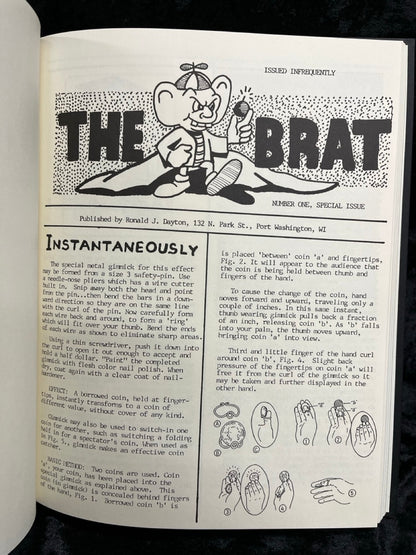 ISSUED INFREQUENTLY
THE BRAT
NUMBER ONE, SPECIAL ISSUE
Published by Ronald J. Dayton, 132 N. Park St., Port Washington, WI
INSTANTANEOUSLY
The special metal gimmick for this effect
may be formed from a size 3 safety-pin. Use
a needle-nose pliers which has a wire cutter
built in. Snip away both the head and point
from the pin...then bend the bars in a down-
ward direction so they are on the same line
with the curl of the pin. Now carefully form
each wire back and around, to form a 'ring'
which will fit over your thumb. Bend the ends
of each wire as shown to eliminate sharp areas.
Using a thin screwdriver, push it down into
the curl to open it out enough to accept and
hold a half dollar. "Paint" the completed
gimmick with flesh color nail polish. When
dry, coat again with a clear coat of nail-
hardener.
EFFECT: A borrowed coin, held at finger-
tips, instantly transforms to a coin of
different value, without cover of any kind.
Gimmick may also be used to switch-in one
coin for another, such as switching a folding
half in for a spectator's coin. When used as
in Fig. 5, gimmick makes an effective coin
catcher.
BASIC METHOD: Two coins are used. Coin
'a', your coin, has been placed into the
special gimmick as explained above. This
coin (in gimmick) is concealed behind fingers
of the hand, Fig. 1. Borrowed coin 'b' is
is placed 'between' coin 'a' and fingertips,
Fig. 2. It will appear to the audience that
the coin is being held between thumb and
fingers of the hand.
To cause the change of the coin, hand
moves forward and upward, traveling only a
couple of inches. In this same instant,
thumb wearing gimmick pulls back a fraction
of an inch, releasing coin 'b'. As 'b' falls
into your palm, the thumb moves upward,
bringing coin 'a' into view.
Third and little finger of the hand curl
around coin 'b', Fig. 4. Slight back
pressure of the fingertips on coin 'a' will
free it from the curl of the gimmick so it
may be taken and further displayed in the
other hand.
A
B
C
1
2
3
4
5